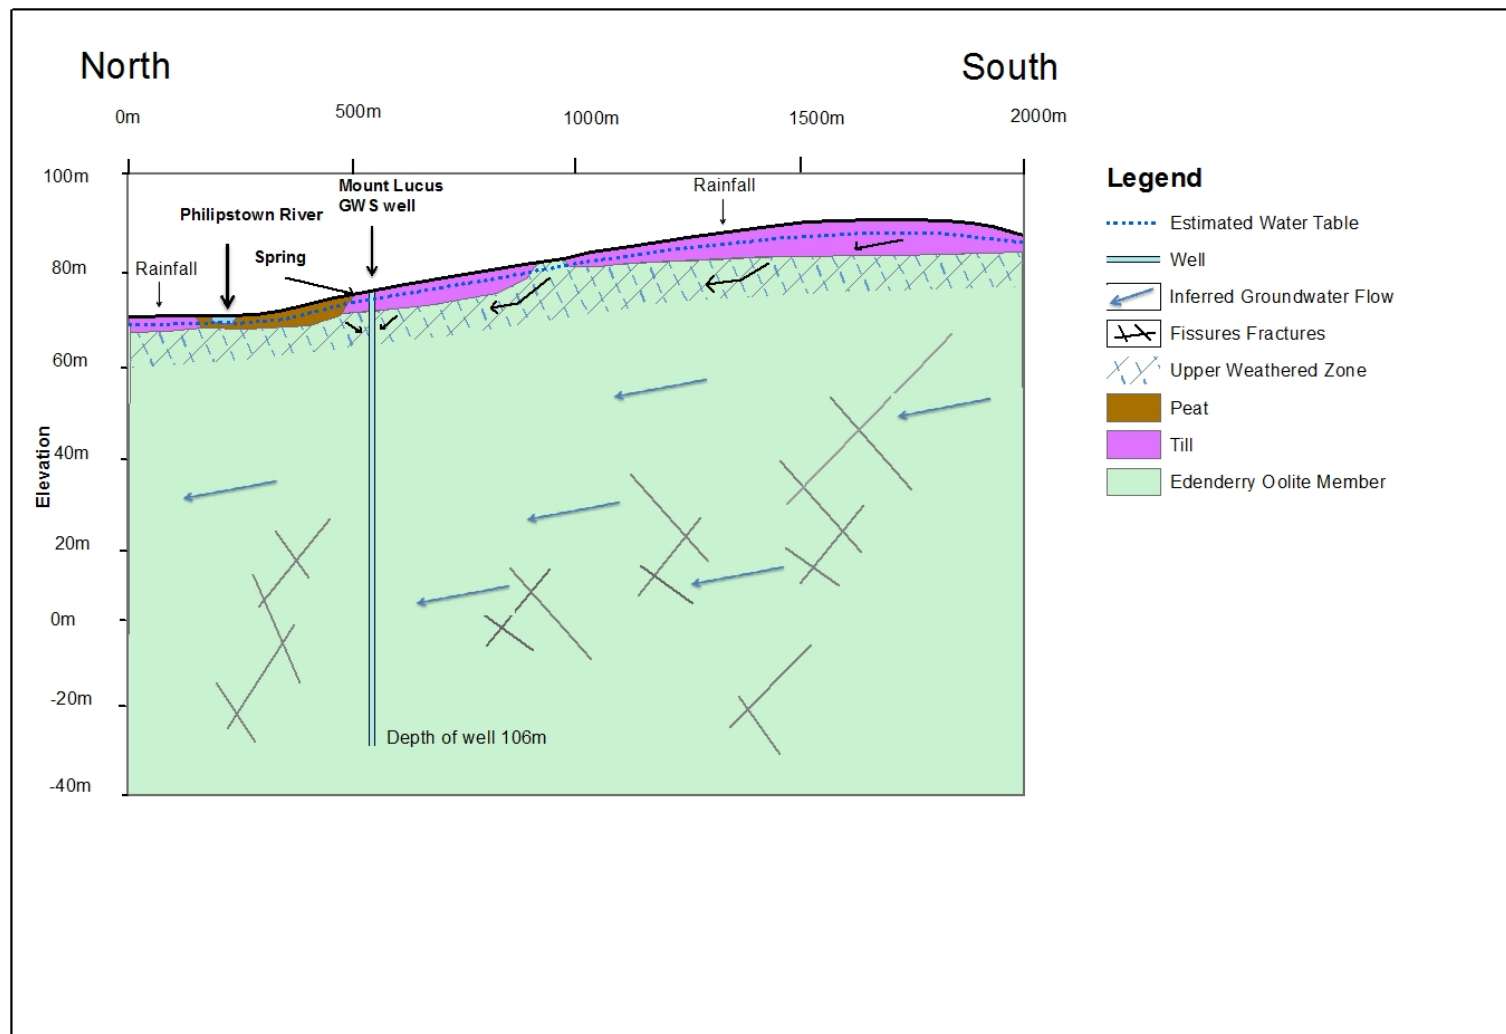 North
South
0m
500m
1000m
1500m
2000m
100m
80m
60m
40m
20m
0m
-20m
-40m
Elevation
Mount Lucus
GWS well
Philipstown River
Spring
Rainfall
Rainfall
Depth of well 106m
Legend
Estimated Water Table
Well
Inferred Groundwater Flow
Fissures Fractures
Upper Weathered Zone
Peat
Till
Edenderry Oolite Member